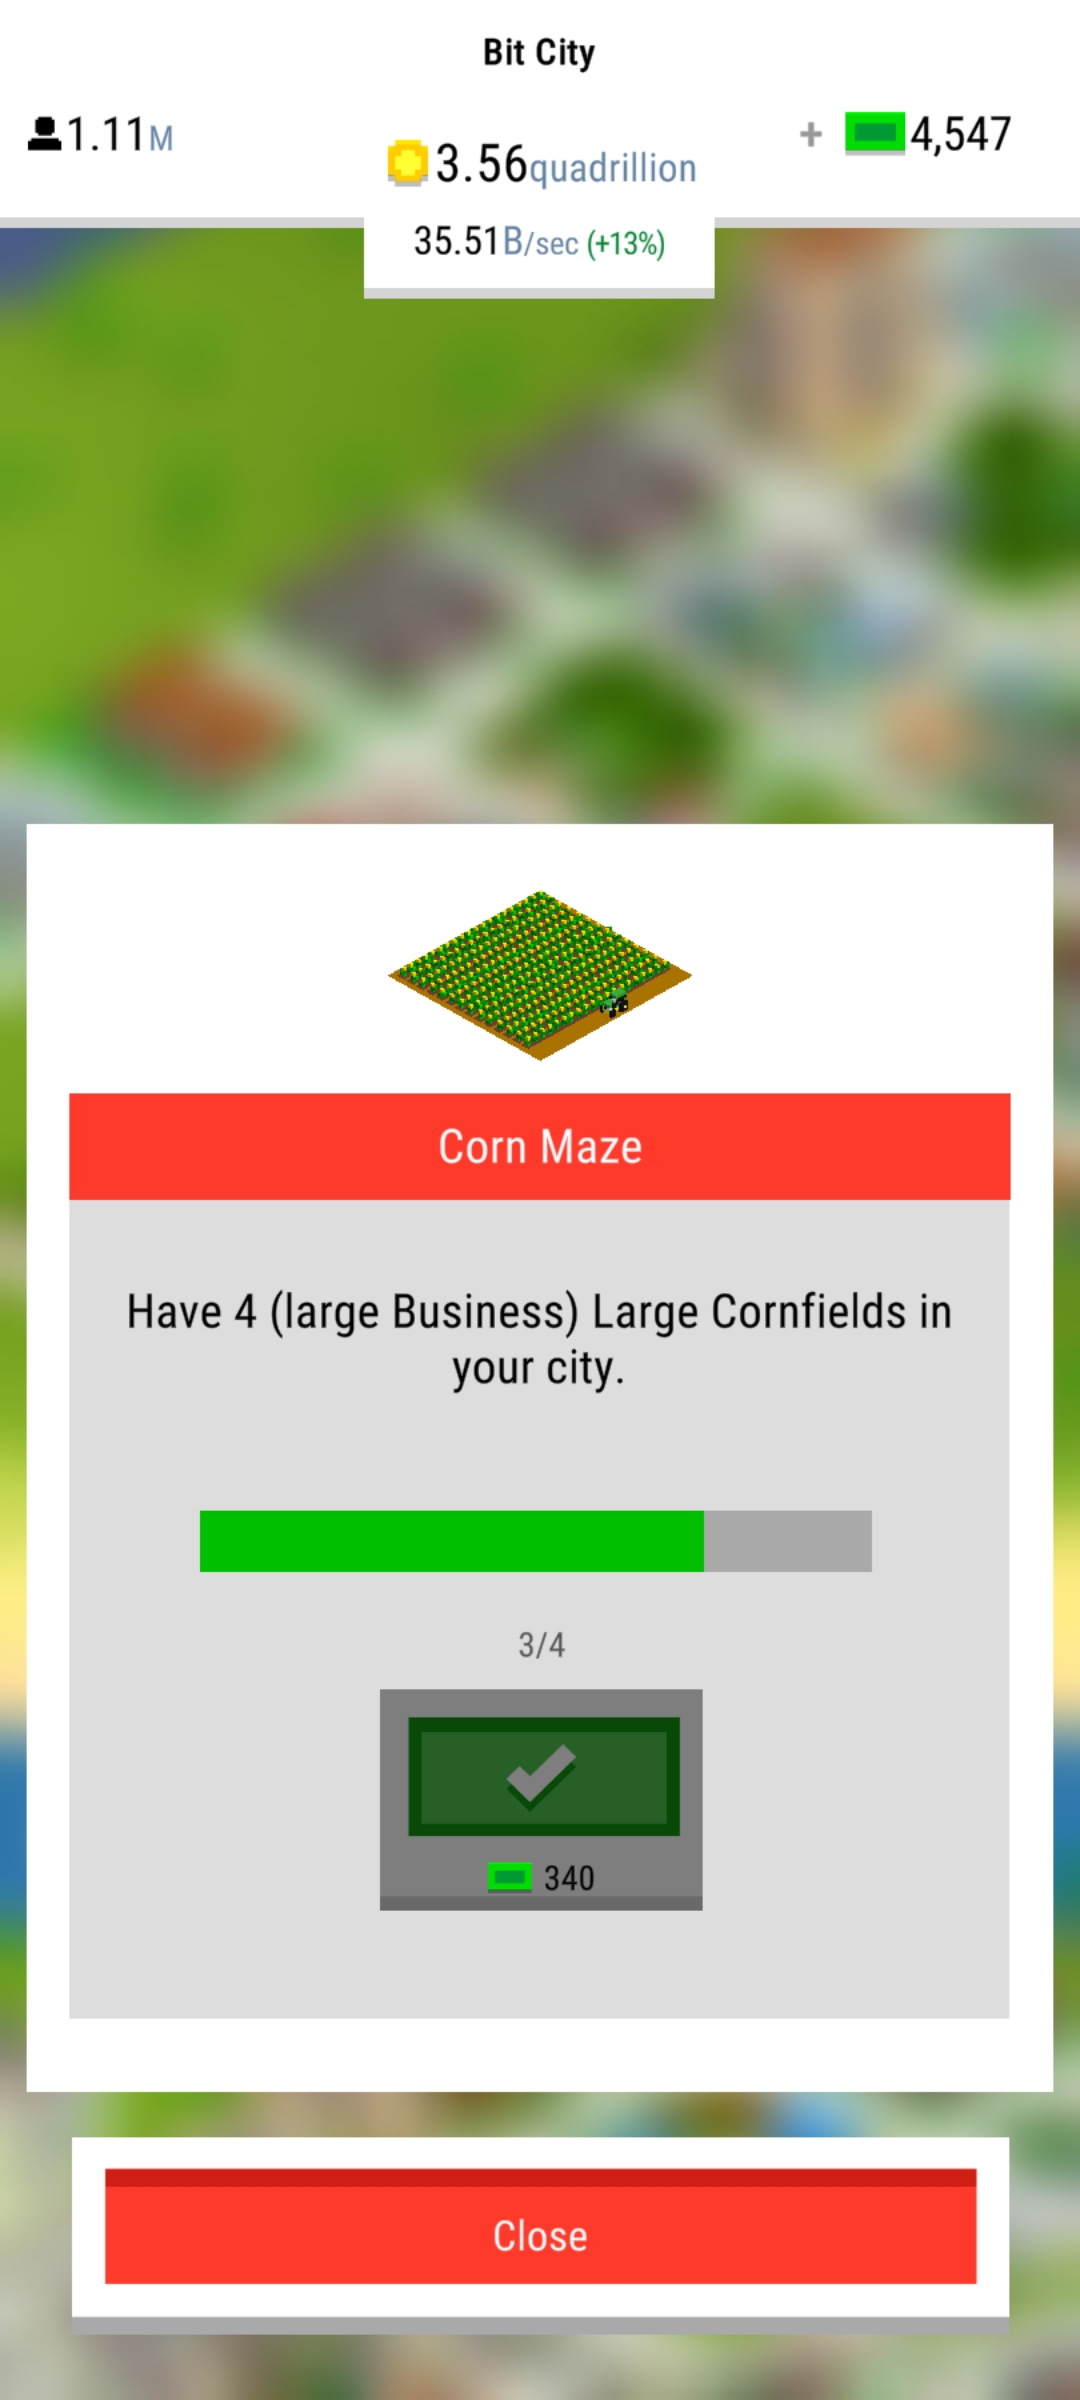 Bit City
1.11M
3.56quadrillion
+ 4,547
35.51B/sec (+13%)
Corn Maze
Have 4 (large Business) Large Cornfields in
your city.
3/4
340
Close